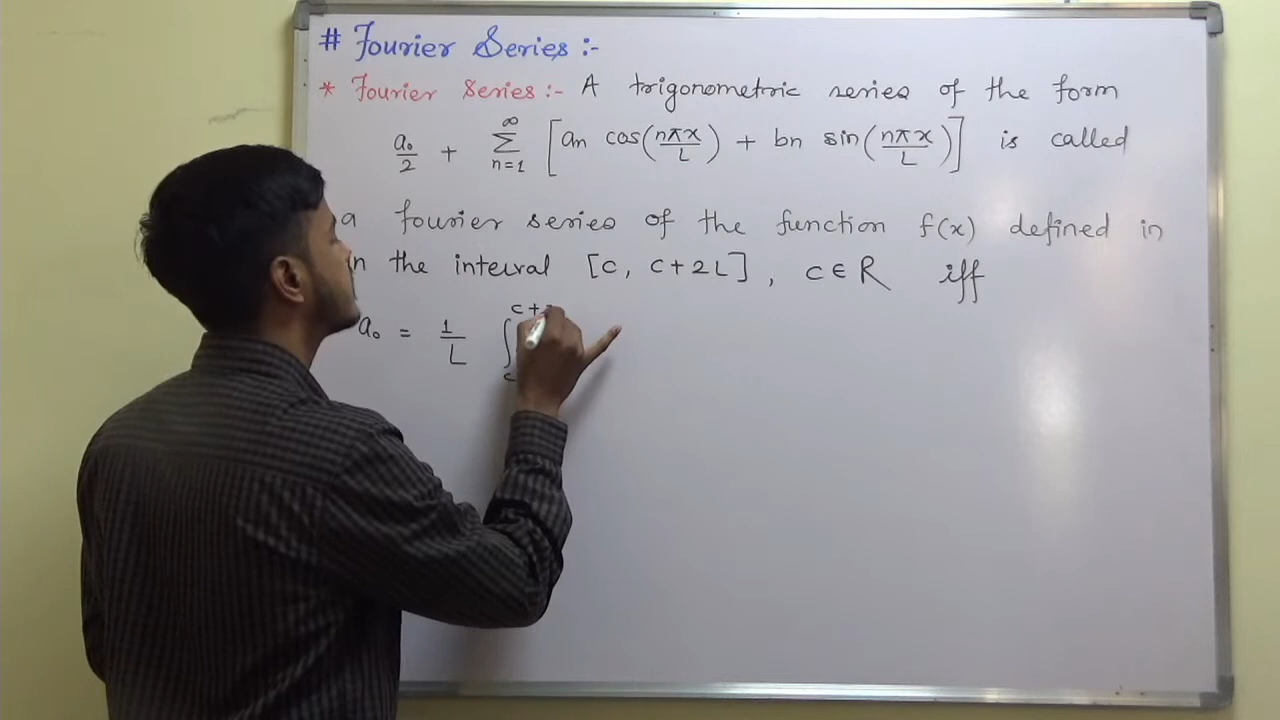 # Fourier Series :-
* Fourier Series :- A trigonometric series of the form
a₀/2 + ∑_{n=1}^{∞} [an cos(nπx/L) + bn sin(nπx/L)] is called
a fourier series of the function f(x) defined in
in the interval [c, c+2L], c∈R iff
a₀ = 1/L ∫_{c}^{c+